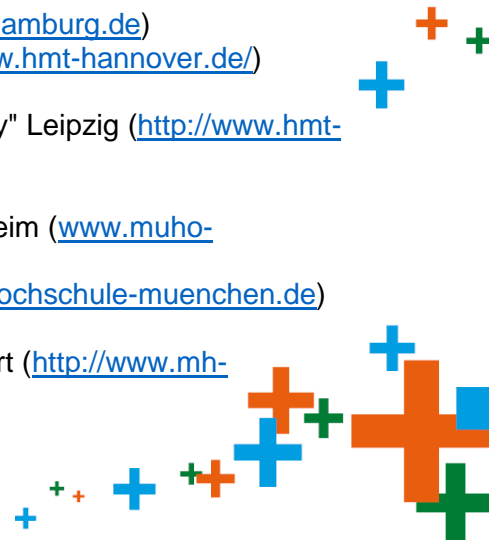 amburg.de)
w.hmt-hannover.de/)
y" Leipzig (http://www.hmt-
eim (www.muho-
ochschule-muenchen.de)
rt (http://www.mh-